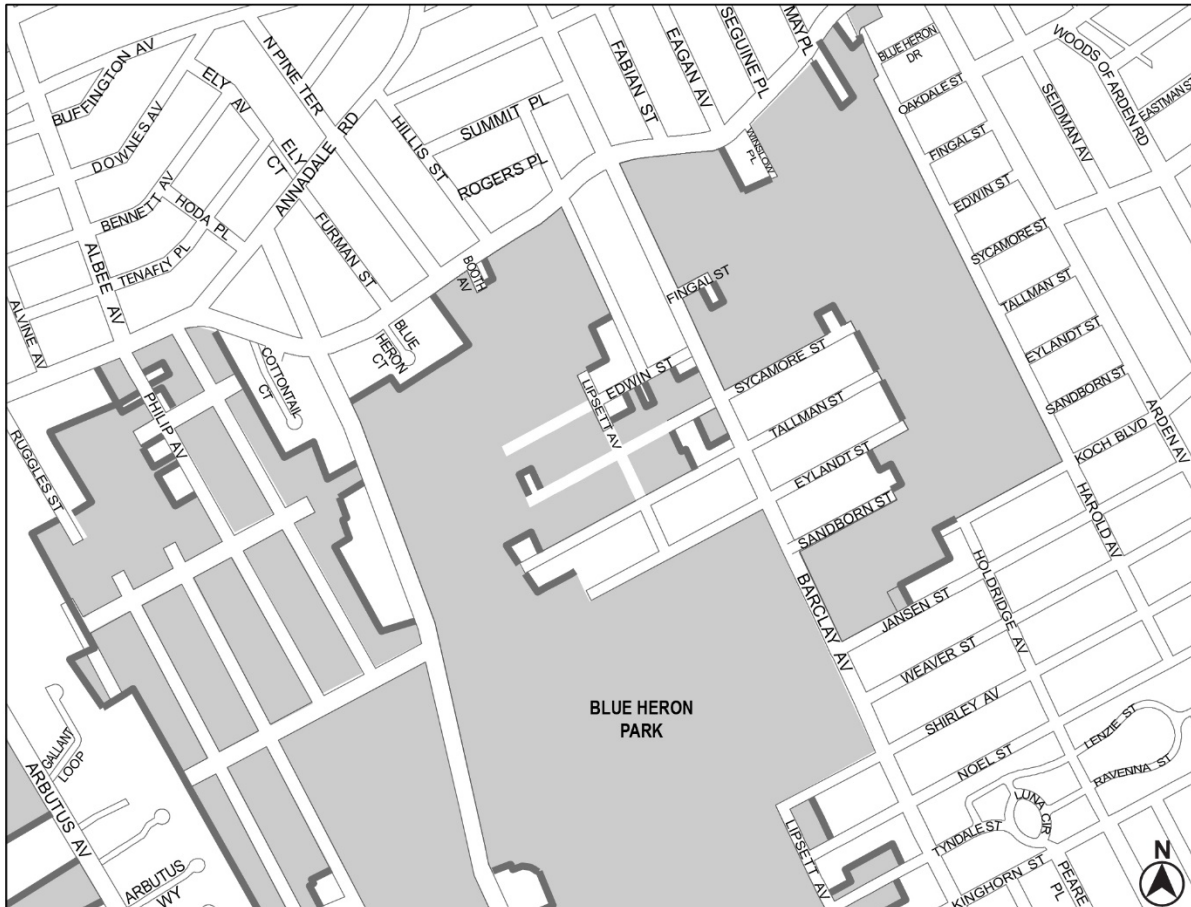 BUFFINGTON AV
DOWNES AV
ELY AV
N PINE TER
ELY CT
ANNADALE RD
HILLIS ST
SUMMIT PL
ROGERS PL
FABIAN ST
EAGAN AV
SEGUINE PL
MAY PL
WINSLOW PL
BLUE HERON DR
OAKDALE ST
FINGAL ST
EDWIN ST
SYCAMORE ST
TALLMAN ST
EYLANDT ST
SANDBORN ST
KOCH BLVD
SEIDMAN AV
WOODS OF ARDEN RD
EASTMAN ST
ARDEN AV
HAROLD AV
BENNETT AV
HODA PL
TENAFLY PL
ALBEE AV
ALVINE AV
FURMAN ST
BOOTH AV
BLUE HERON CT
COTTONTAIL CT
PHILIP AV
RUGGLES ST
FINGAL ST
EDWIN ST
LIPSETT AV
SYCAMORE ST
TALLMAN ST
EYLANDT ST
SANDBORN ST
BARCLAY AV
HOLDRIDGE AV
JANSEN ST
WEAVER ST
SHIRLEY AV
NOEL ST
LENZIE ST
RAVENNA ST
LUNA CIR
TYNDALE ST
KINGHORN ST
PEARE PL
LIPSETT AV
BLUE HERON
PARK
GALLANT LOOP
ARBUTUS AV
ARBUTUS WY
N